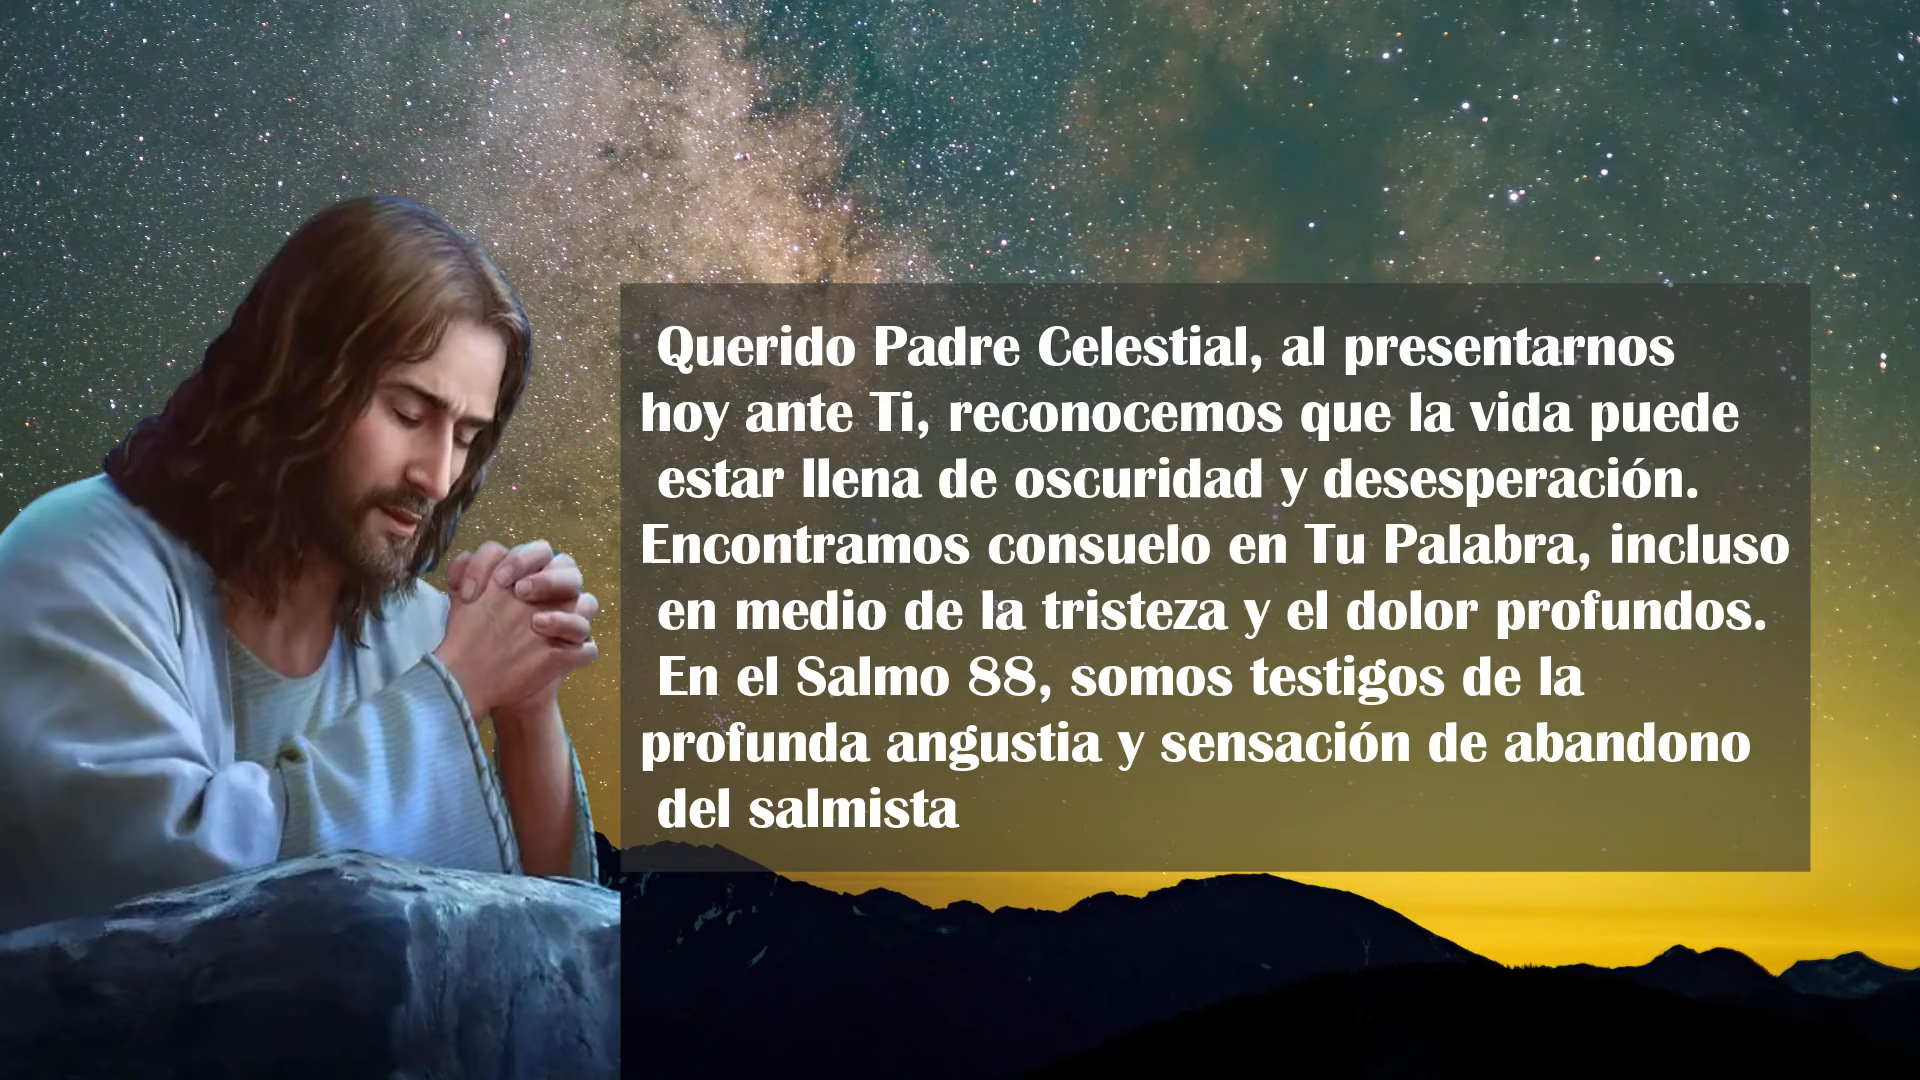 Querido Padre Celestial, al presentarnos
hoy ante Ti, reconocemos que la vida puede
estar llena de oscuridad y desesperación.
Encontramos consuelo en Tu Palabra, incluso
en medio de la tristeza y el dolor profundos.
En el Salmo 88, somos testigos de la
profunda angustia y sensación de abandono
del salmista